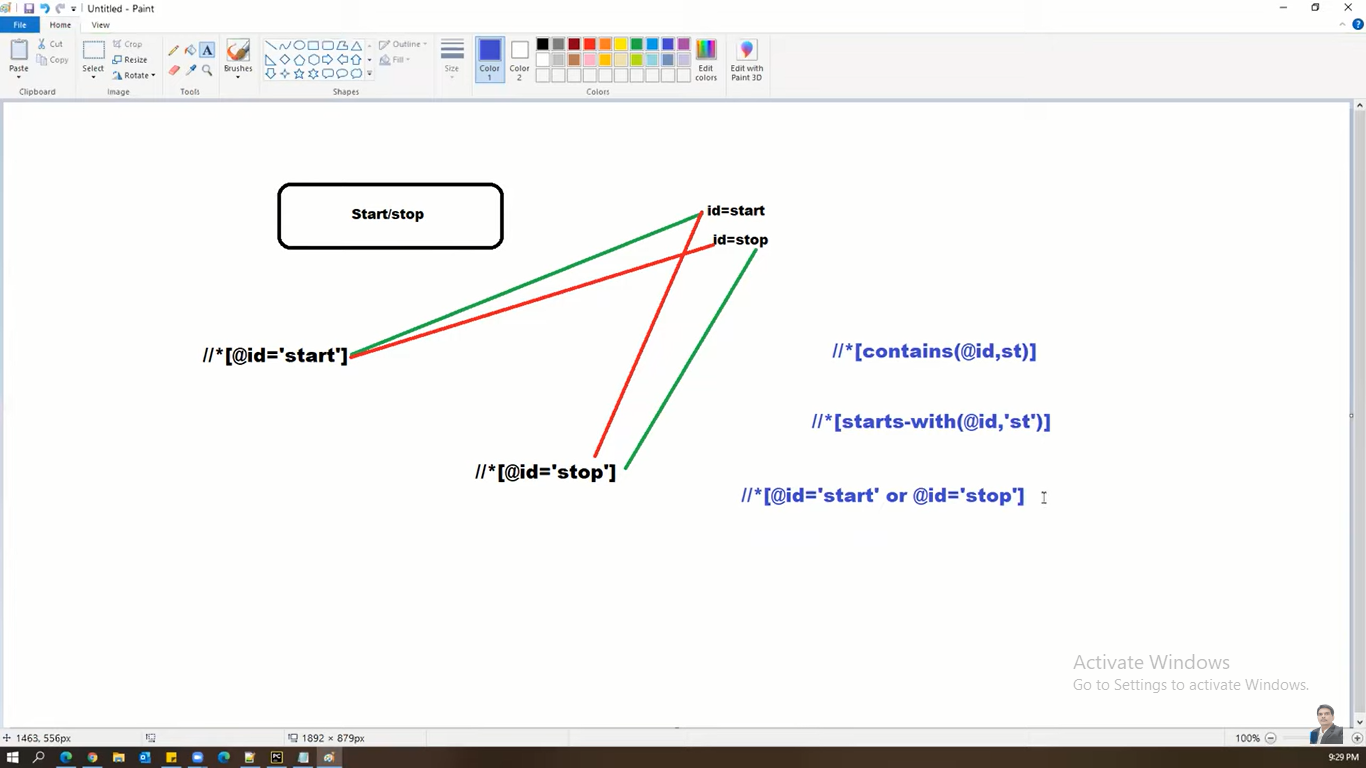 Untitled - Paint
File Home View
Paste
Cut
Copy
Clipboard
Select
Crop
Resize
Rotate
Image
Tools
Brushes
Outline
Fill
Shapes
Size
Color 1
Color 2
Edit colors
Colors
Edit with Paint 3D
Start/stop
id=start
id=stop
//*[@id='start']
//*[contains(@id,st)]
//*[starts-with(@id,'st')]
//*[@id='stop']
//*[@id='start' or @id='stop']
Activate Windows
Go to Settings to activate Windows.
1463, 556px
1892 × 879px
100%
9:29 PM